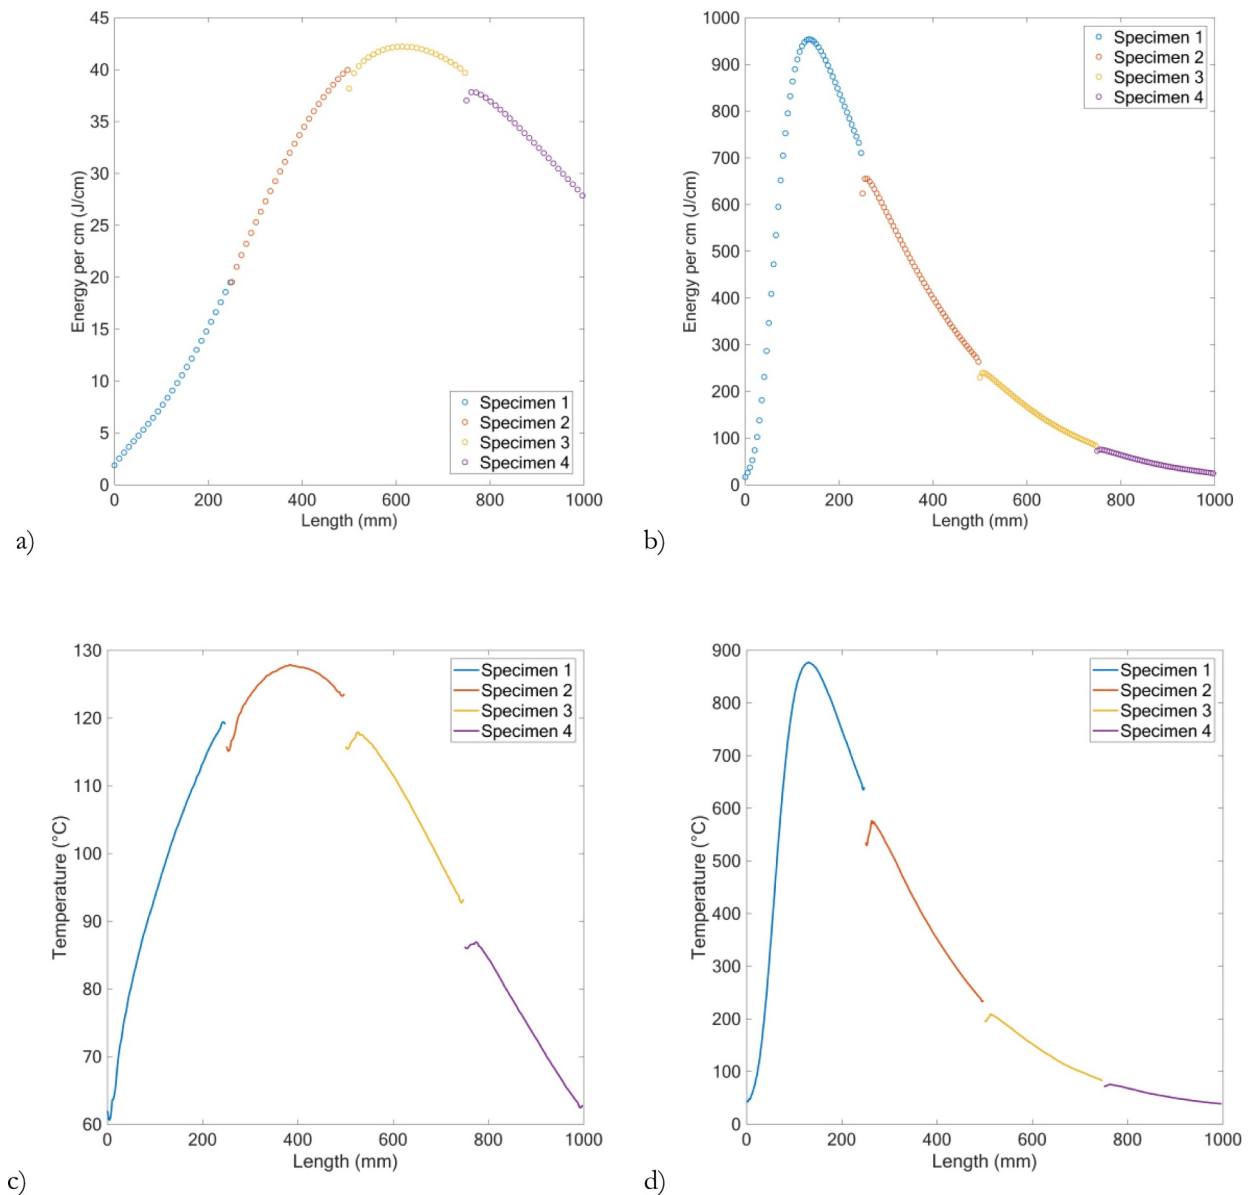 45
40
35
30
25
20
15
10
5
0
0 200 400 600 800 1000
Energy per cm (J/cm)
Length (mm)
Specimen 1
Specimen 2
Specimen 3
Specimen 4
a)
1000
900
800
700
600
500
400
300
200
100
0
0 200 400 600 800 1000
Energy per cm (J/cm)
Length (mm)
Specimen 1
Specimen 2
Specimen 3
Specimen 4
b)
130
120
110
100
90
80
70
60
0 200 400 600 800 1000
Temperature (°C)
Length (mm)
Specimen 1
Specimen 2
Specimen 3
Specimen 4
c)
900
800
700
600
500
400
300
200
100
0
0 200 400 600 800 1000
Temperature (°C)
Length (mm)
Specimen 1
Specimen 2
Specimen 3
Specimen 4
d)